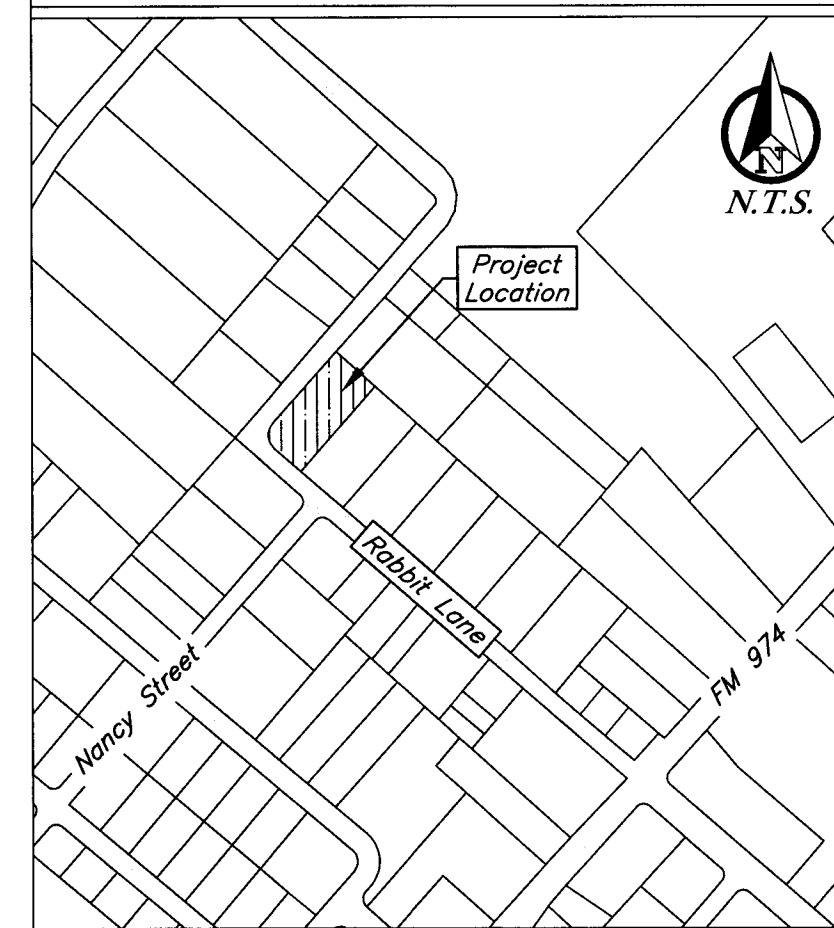 N
N.T.S.
Project
Location
Rabbit Lane
Nancy Street
FM 974